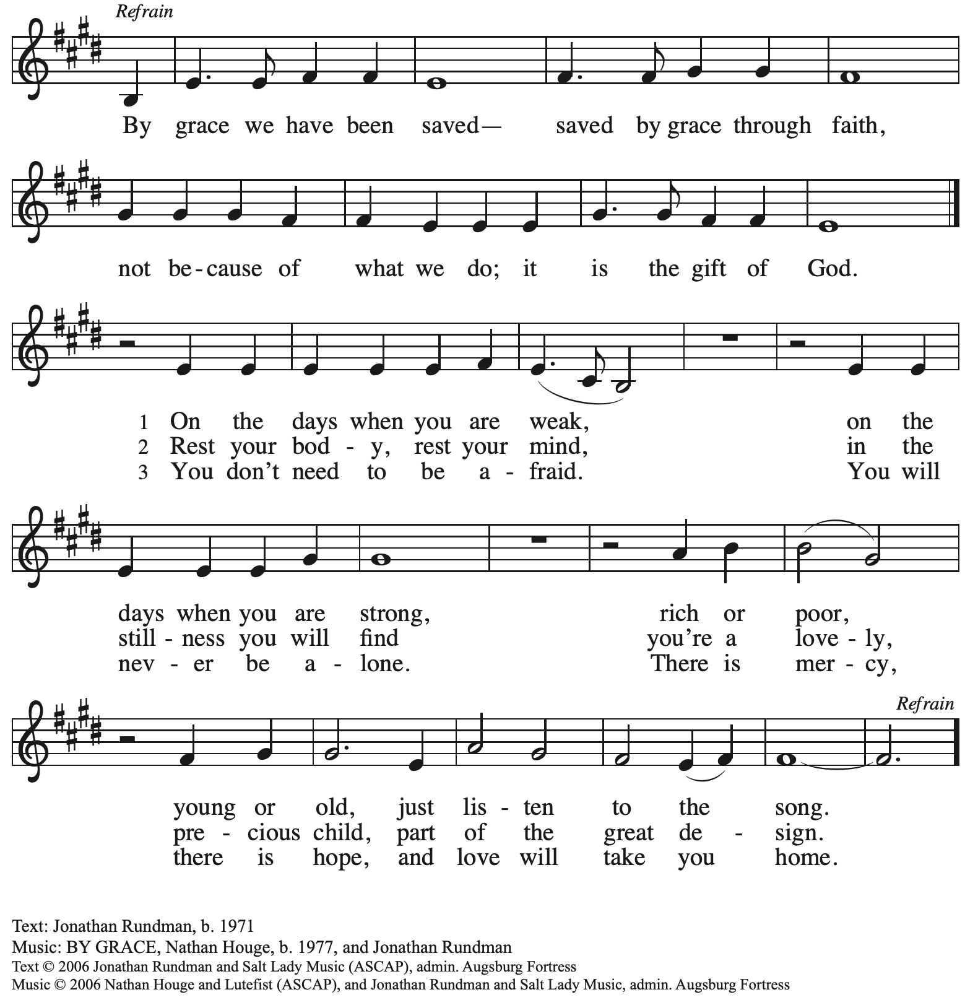 Refrain
By grace we have been saved— saved by grace through faith,
not be - cause of what we do; it is the gift of God.
1 On the days when you are weak, on the
2 Rest your bod - y, rest your mind, in the
3 You don't need to be a - fraid. You will
days when you are strong, rich or poor,
still - ness you will find you're a love - ly,
nev - er be a - lone. There is mer - cy,
Refrain
young or old, just lis - ten to the song.
pre - cious child, part of the great de - sign.
there is hope, and love will take you home.
Text: Jonathan Rundman, b. 1971
Music: BY GRACE, Nathan Houge, b. 1977, and Jonathan Rundman
Text © 2006 Jonathan Rundman and Salt Lady Music (ASCAP), admin. Augsburg Fortress
Music © 2006 Nathan Houge and Lutefist (ASCAP), and Jonathan Rundman and Salt Lady Music, admin. Augsburg Fortress